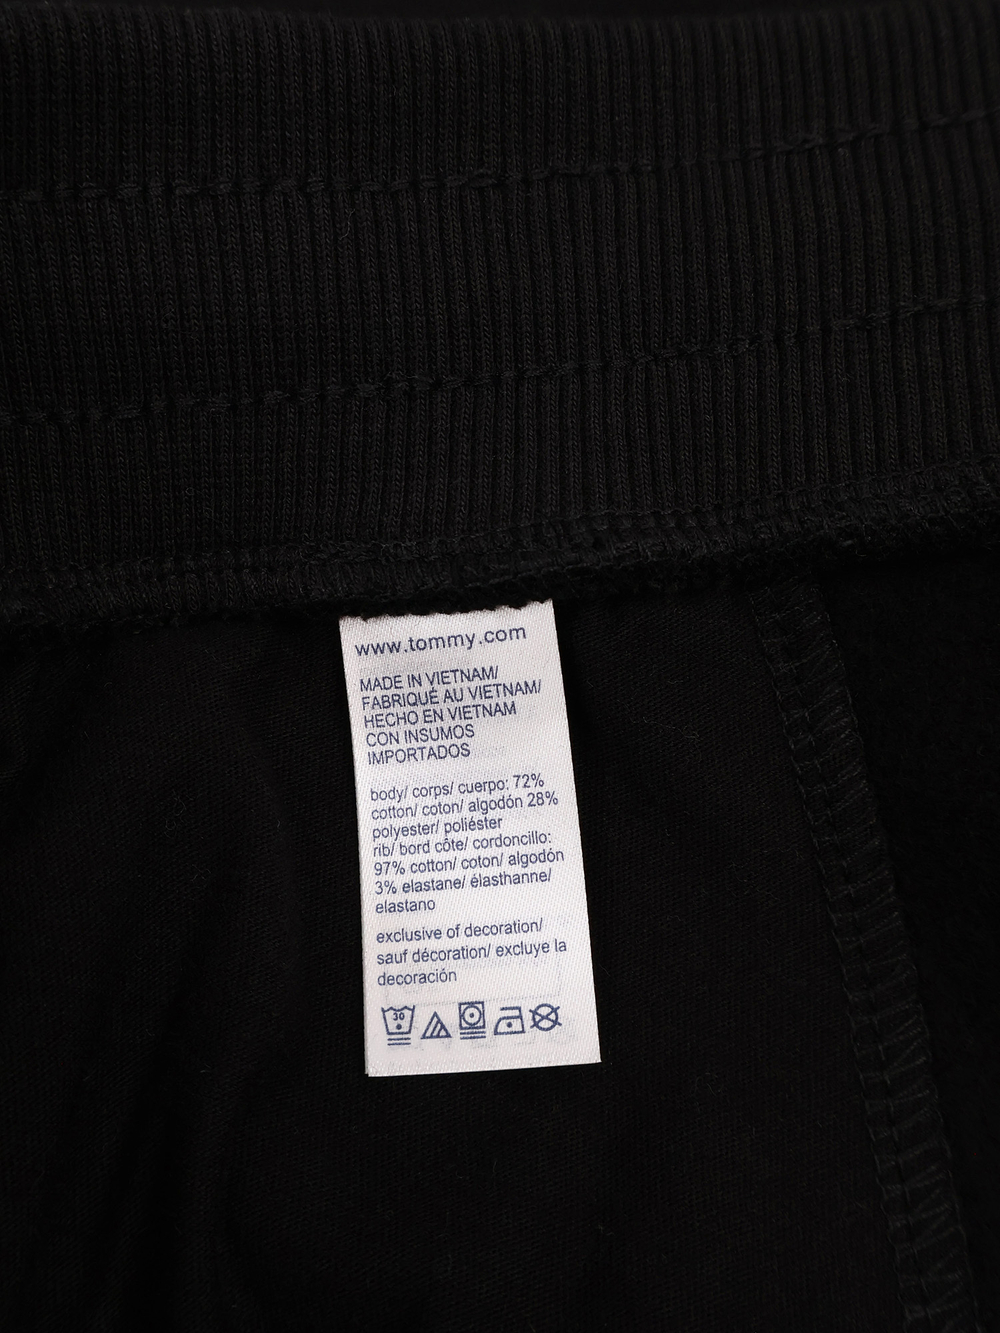 www.tommy.com
MADE IN VIETNAM/
FABRIQUÉ AU VIETNAM/
HECHO EN VIETNAM
CON INSUMOS
IMPORTADOS
body/ corps/ cuerpo: 72%
cotton/ coton/ algodón 28%
polyester/ poliéster
rib/ bord côte/ cordoncillo:
97% cotton/ coton/ algodón
3% elastane/ élasthanne/
elastano
exclusive of decoration/
sauf décoration/ excluye la
decoración
30